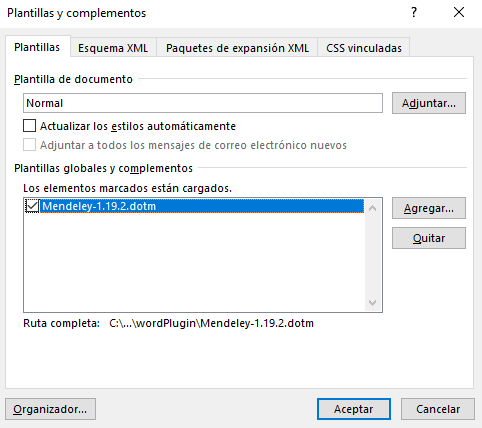 Plantillas y complementos
Plantillas Esquema XML Paquetes de expansión XML CSS vinculadas
Plantilla de documento
Normal Adjuntar...
Actualizar los estilos automáticamente
Adjuntar a todos los mensajes de correo electrónico nuevos
Plantillas globales y complementos
Los elementos marcados están cargados.
Mendeley-1.19.2.dotm Agregar...
Quitar
Ruta completa: C:\...\wordPlugin\Mendeley-1.19.2.dotm
Organizador... Aceptar Cancelar